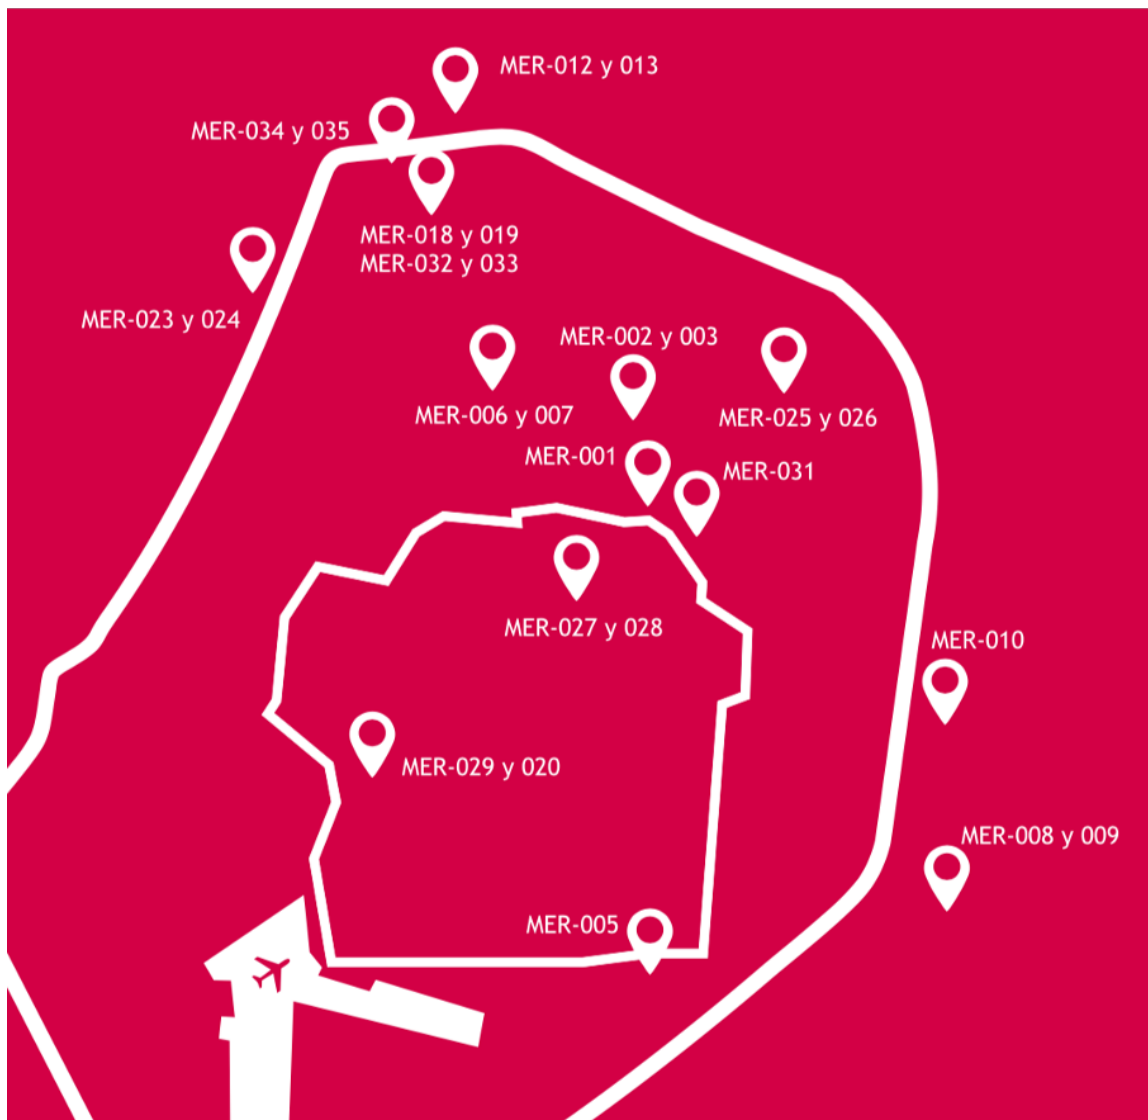 MER-012 y 013
MER-034 y 035
MER-018 y 019
MER-032 y 033
MER-023 y 024
MER-002 y 003
MER-006 y 007
MER-025 y 026
MER-001
MER-031
MER-027 y 028
MER-010
MER-029 y 020
MER-008 y 009
MER-005